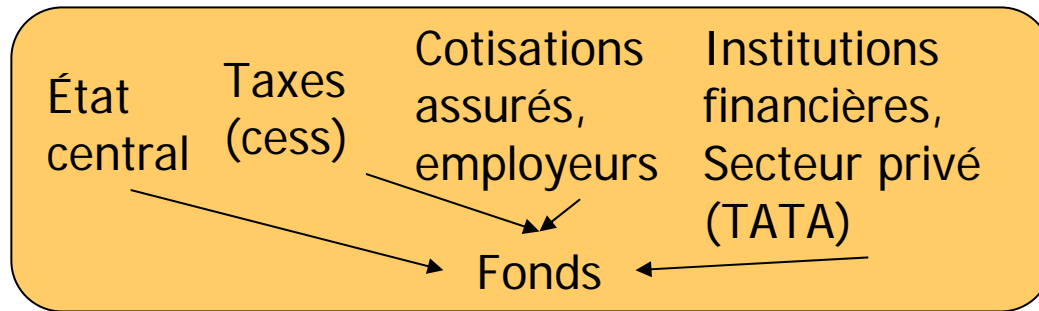 État
central
Taxes
(cess)
Cotisations
assurés,
employeurs
Institutions
financières,
Secteur privé
(TATA)
Fonds